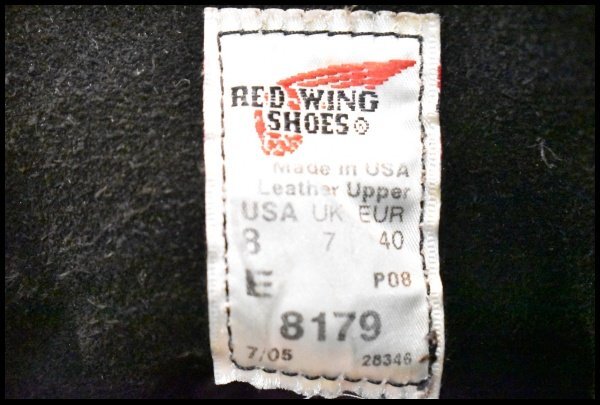 RED WING
SHOES®
Made in USA
Leather Upper
USA UK EUR
8 7 40
E P08
8179
7/05 28346